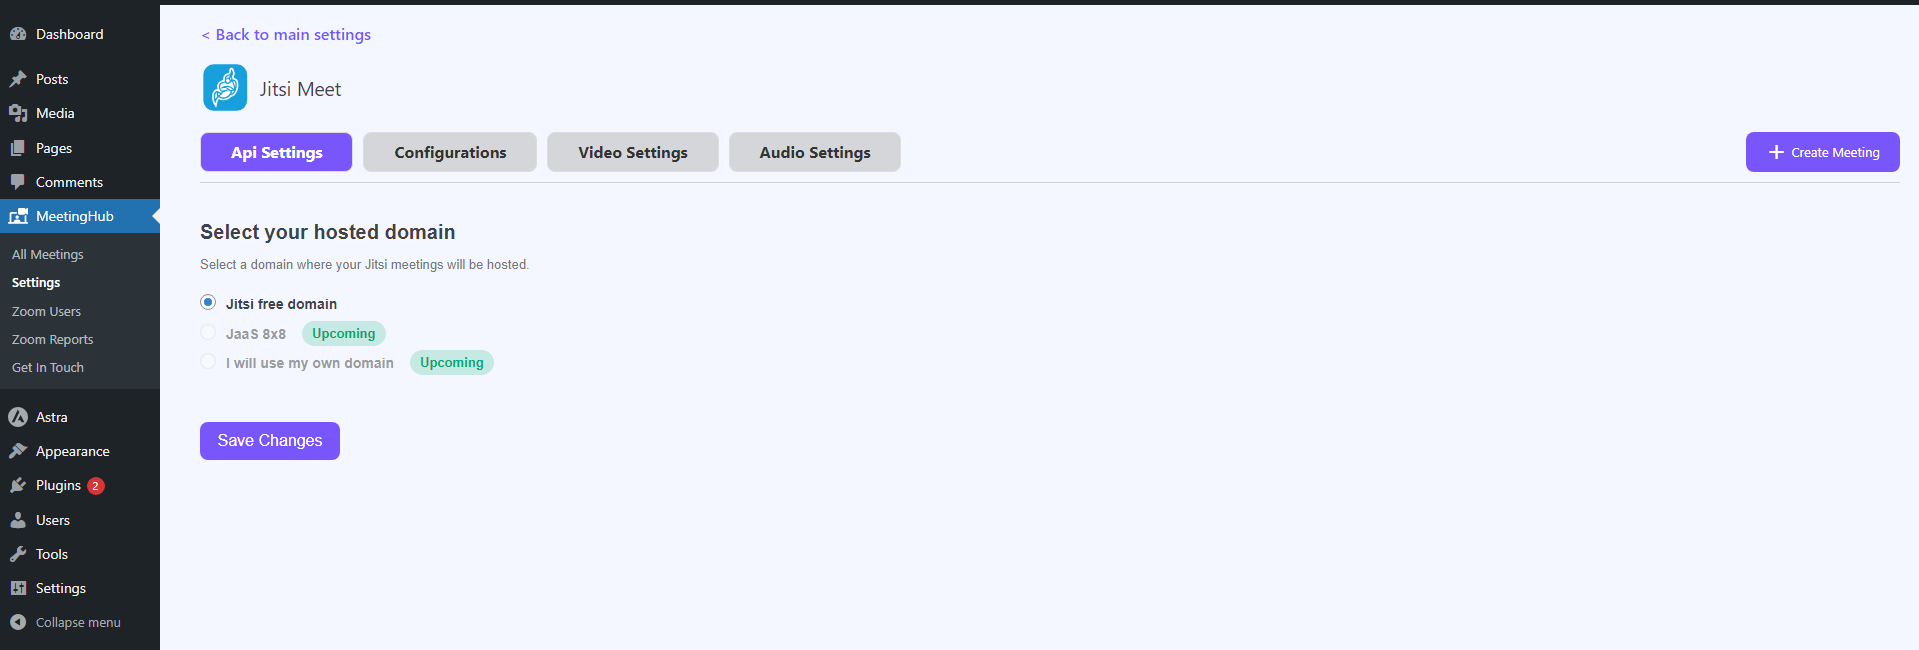 Dashboard
Posts
Media
Pages
Comments
MeetingHub
All Meetings
Settings
Zoom Users
Zoom Reports
Get In Touch
Astra
Appearance
Plugins 2
Users
Tools
Settings
Collapse menu
< Back to main settings
Jitsi Meet
Api Settings Configurations Video Settings Audio Settings + Create Meeting
Select your hosted domain
Select a domain where your Jitsi meetings will be hosted.
Jitsi free domain
JaaS 8x8 Upcoming
I will use my own domain Upcoming
Save Changes